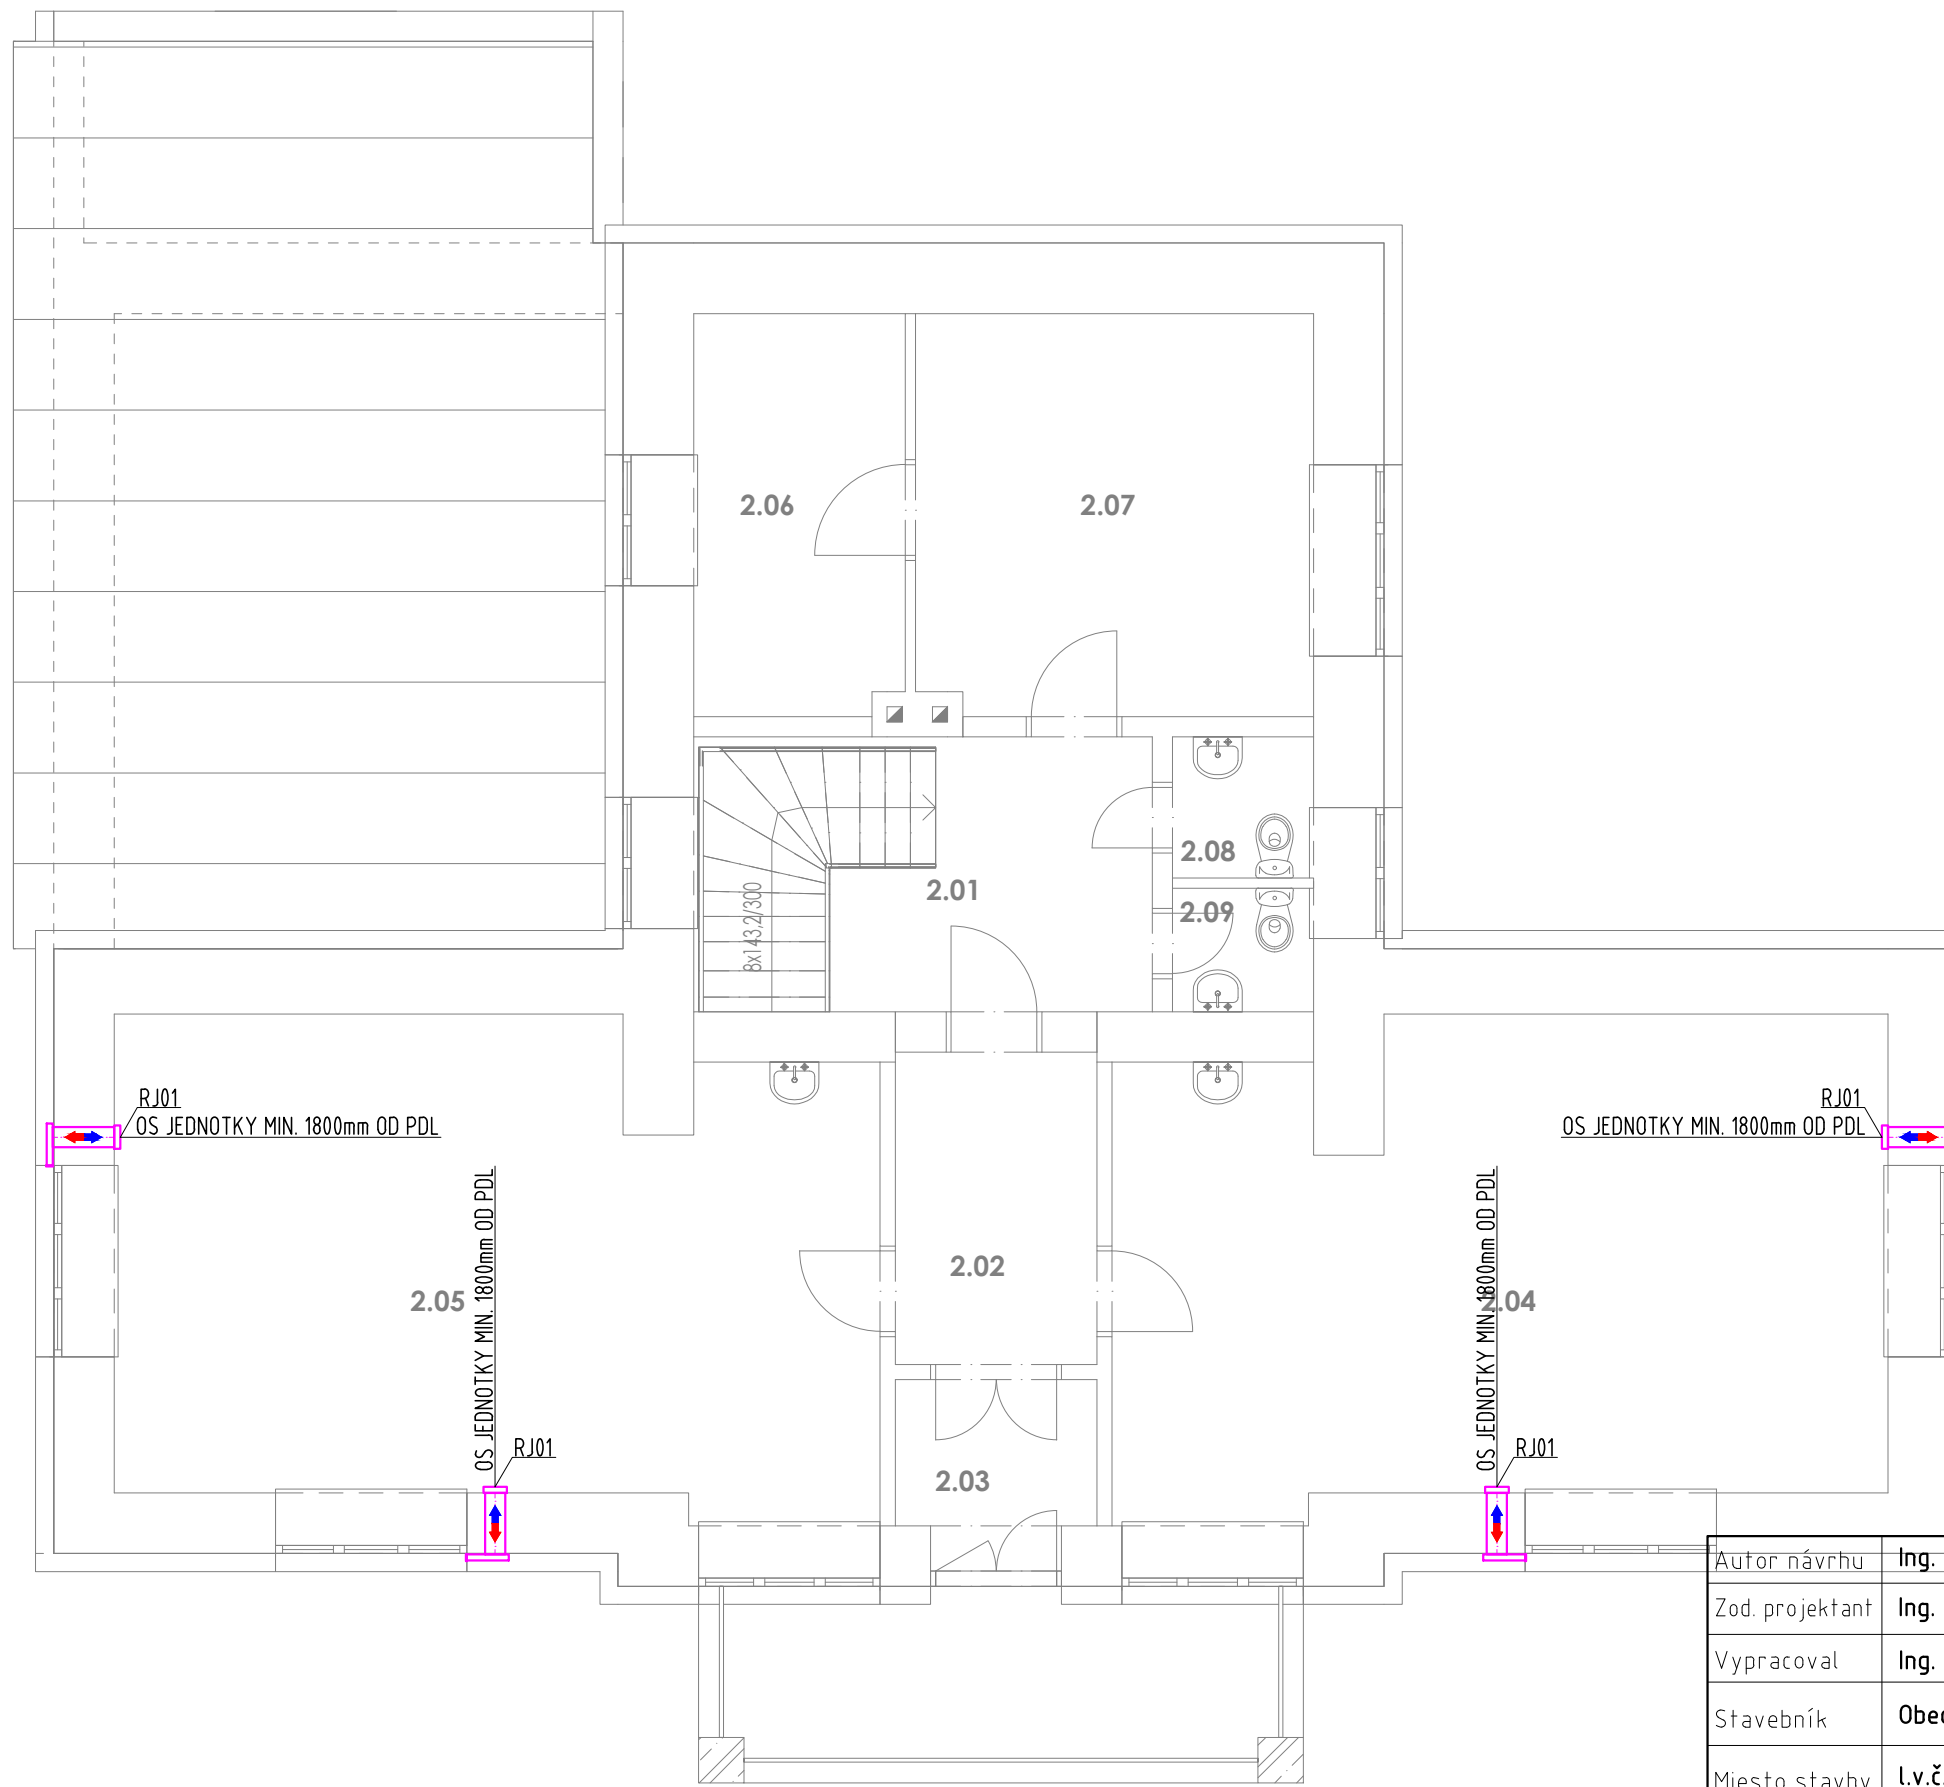 2.06
2.07
2.08
2.01
2.09
8x143,2/300
RJ01
OS JEDNOTKY MIN. 1800mm OD PDL
RJ01
OS JEDNOTKY MIN. 1800mm OD PDL
OS JEDNOTKY MIN. 1800mm OD PDL
OS JEDNOTKY MIN. 1800mm OD PDL
2.02
2.05
2.04
RJ01
RJ01
2.03
Autor návrhu Ing.
Zod. projektant Ing.
Vypracoval Ing.
Stavebník Obec
Miesto stavby l.v.č